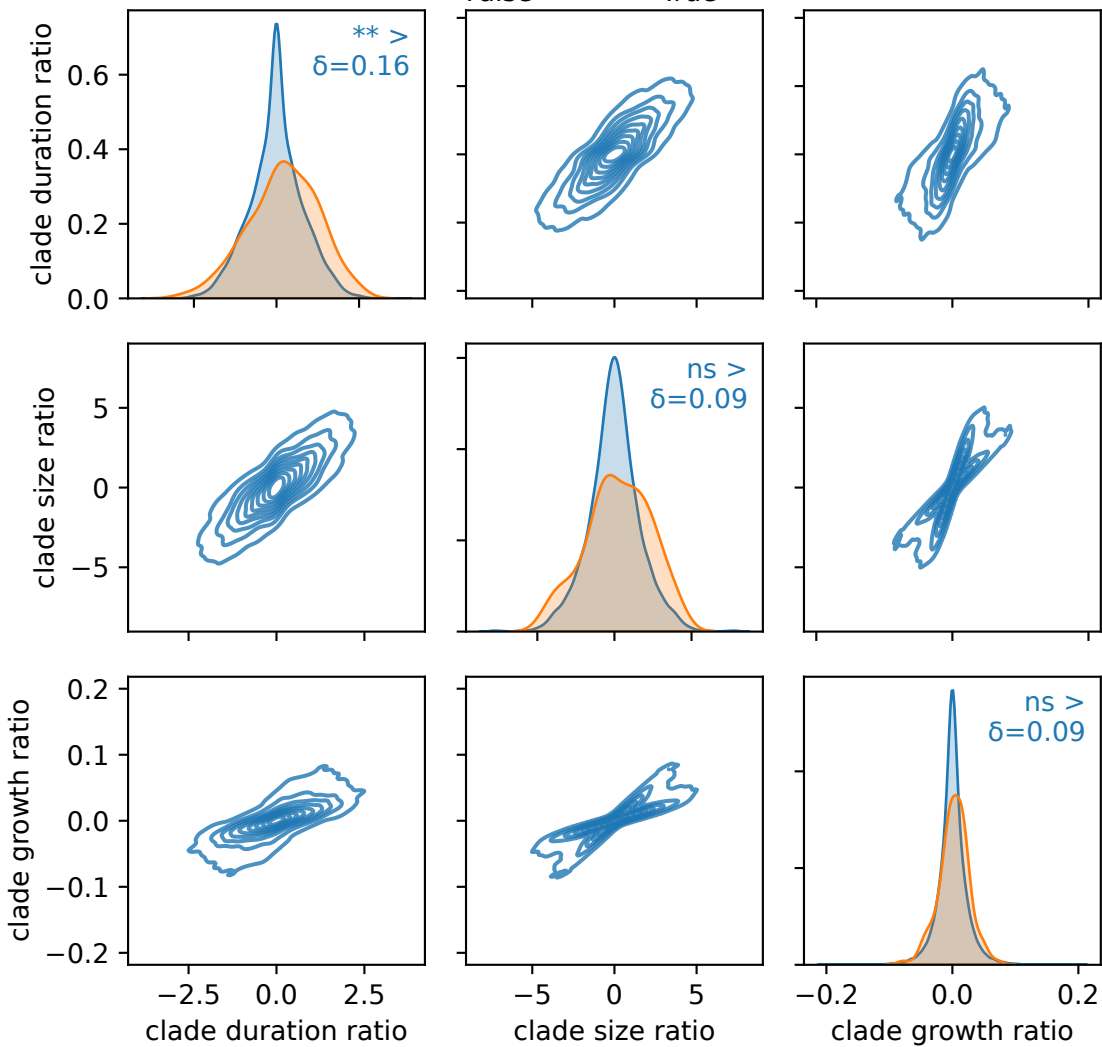 clade duration ratio
0.6
0.4
0.2
0.0
** >
δ=0.16
clade size ratio
5
0
−5
ns >
δ=0.09
clade growth ratio
0.2
0.1
0.0
−0.1
−0.2
ns >
δ=0.09
−2.5 0.0 2.5
−5 0 5
−0.2 0.0 0.2
clade duration ratio
clade size ratio
clade growth ratio